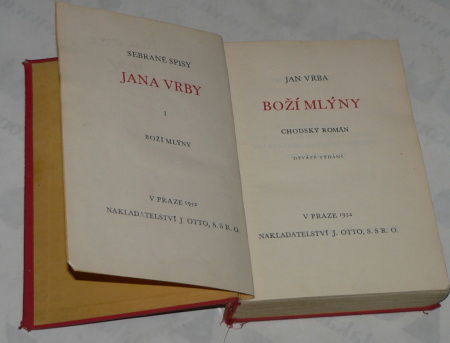 SEBRANÉ SPISY
JANA VRBY
I
BOŽÍ MLÝNY
V PRAZE 1932
NAKLADATELSTVÍ J. OTTO, S. S R. O.
JAN VRBA
BOŽÍ MLÝNY
CHODSKÝ ROMÁN
VYDÁNÍ
V PRAZE 1932
NAKLADATELSTVÍ J. OTTO, S. S R. O.